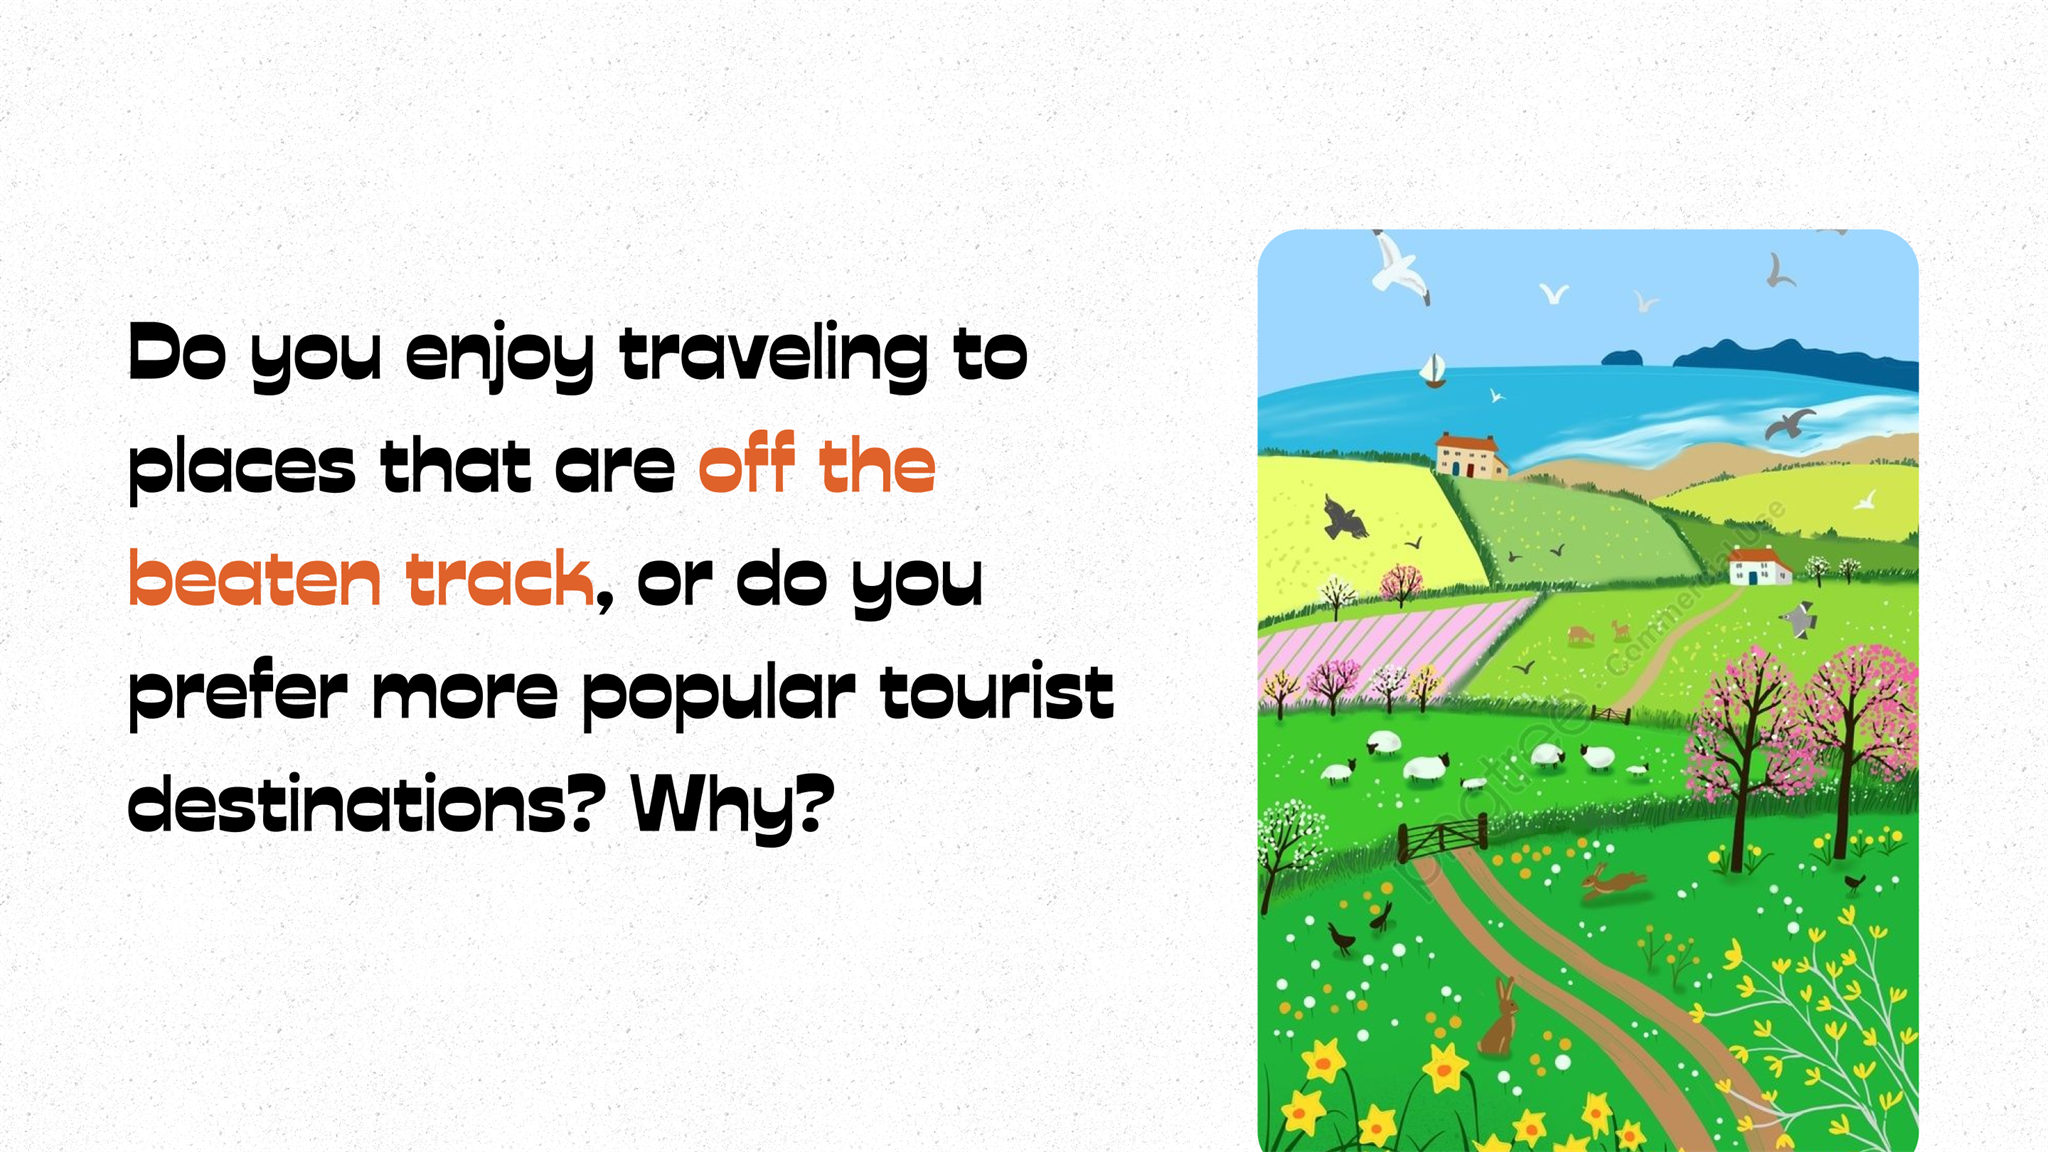 Do you enjoy traveling to
places that are off the
beaten track, or do you
prefer more popular tourist
destinations? Why?
pngtree · Commercial Use